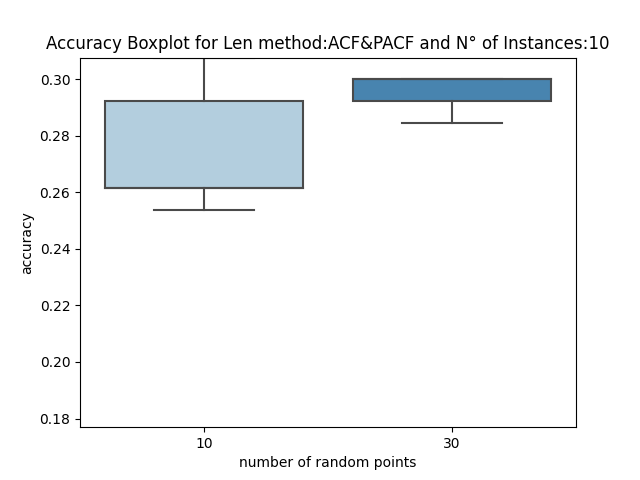 Accuracy Boxplot for Len method:ACF&PACF and N° of Instances:10
0.30
0.28
0.26
0.24
0.22
0.20
0.18
accuracy
10 30
number of random points